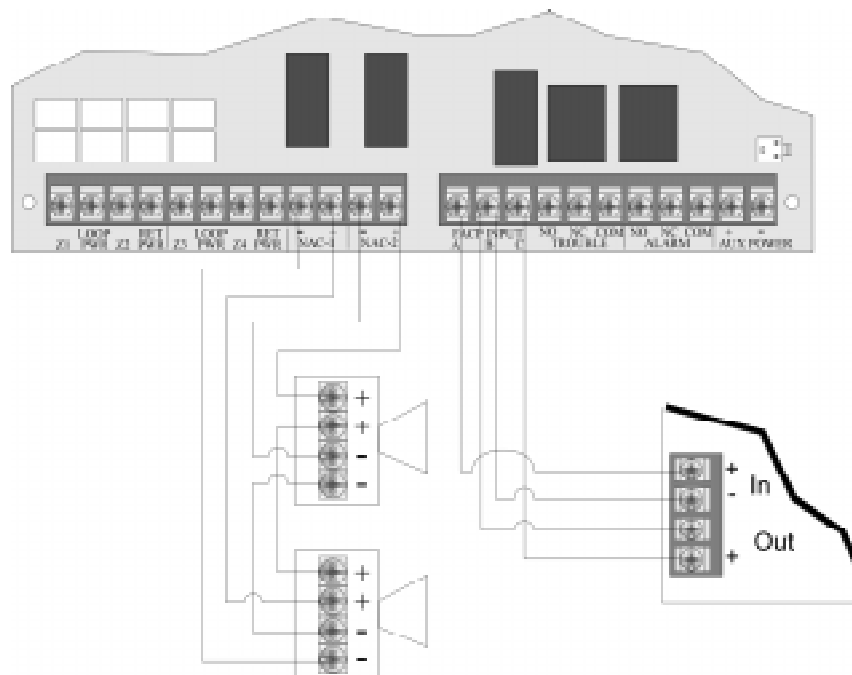 + - + -
LOOP RET LOOP RET FACP INPUT NO NC COM NO NC COM + -
Z1 PWR Z2 PWR Z3 PWR Z4 PWR NAC-1 NAC-2 A B C TROUBLE ALARM AUX POWER
+
+
-
-
+
- In
Out
+
+
+
-
-